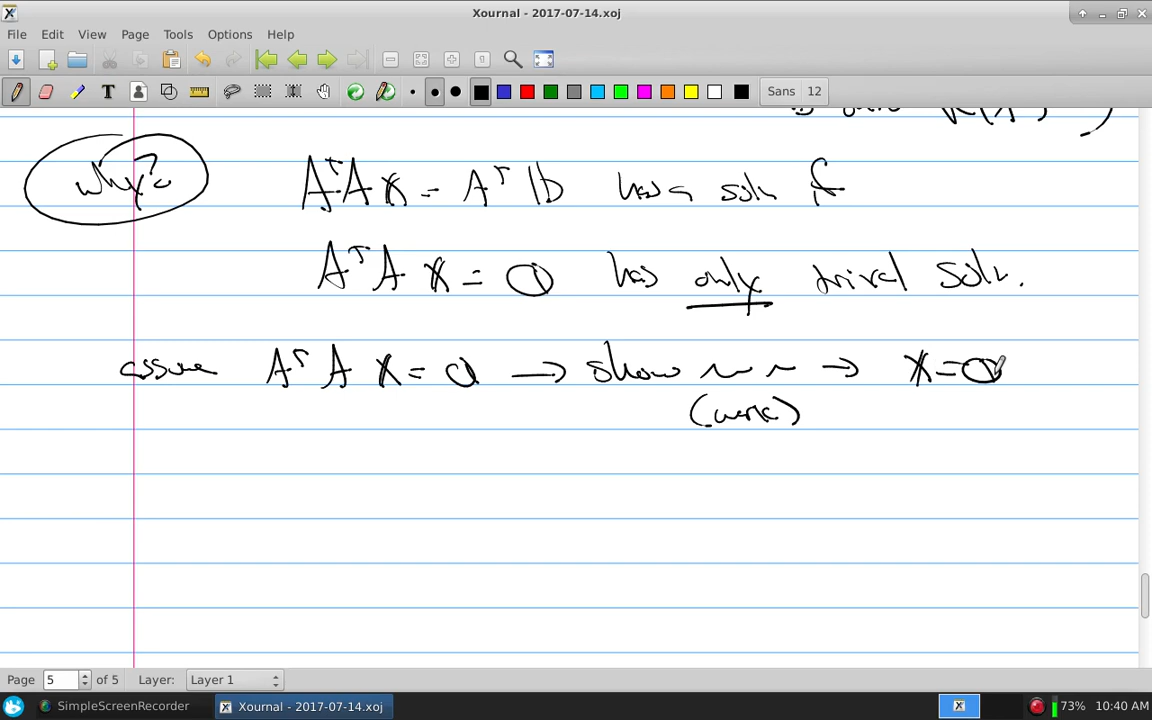 Xournal - 2017-07-14.xoj
File Edit View Page Tools Options Help
Sans 12
why? AᵀA x = Aᵀ b has a soln if
AᵀA x = 0 has only trival soln.
assume AᵀA x = 0 → show ~ ~ → x = 0
(work)
Page 5 of 5 Layer: Layer 1
SimpleScreenRecorder Xournal - 2017-07-14.xoj 73% 10:40 AM